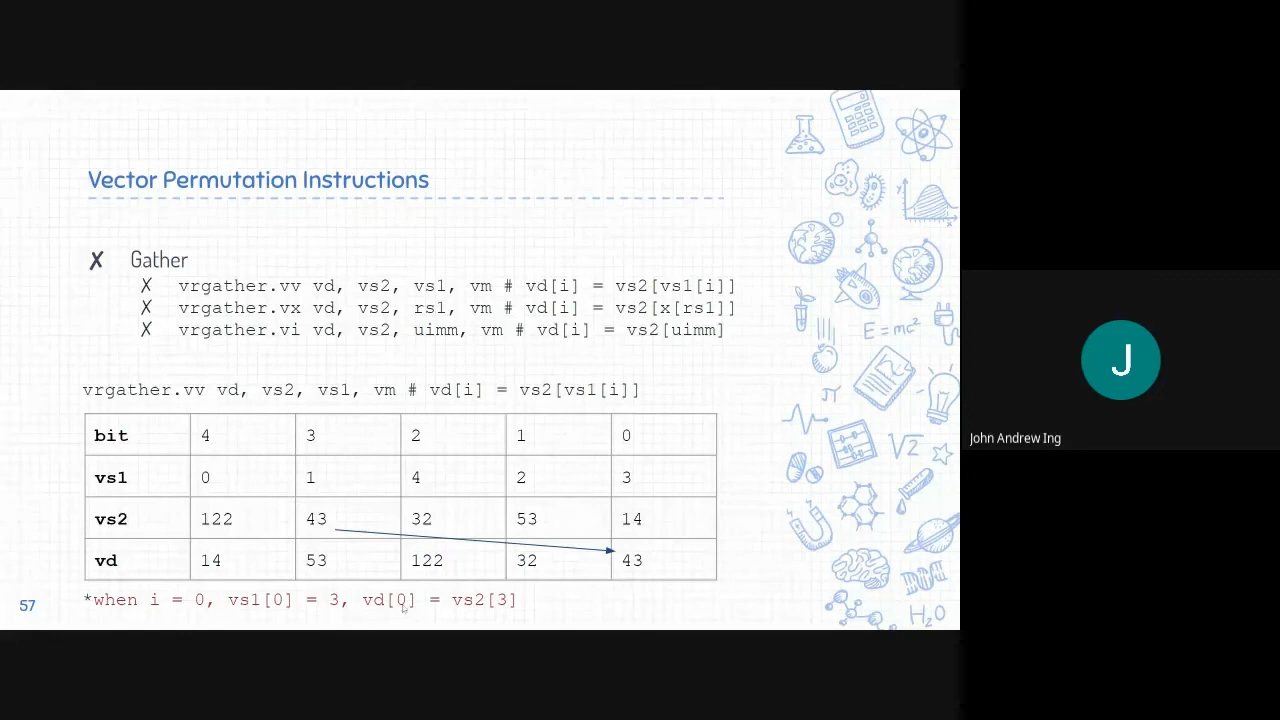 Vector Permutation Instructions
✗ Gather
✗ vrgather.vv vd, vs2, vs1, vm # vd[i] = vs2[vs1[i]]
✗ vrgather.vx vd, vs2, rs1, vm # vd[i] = vs2[x[rs1]]
✗ vrgather.vi vd, vs2, uimm, vm # vd[i] = vs2[uimm]
vrgather.vv vd, vs2, vs1, vm # vd[i] = vs2[vs1[i]]
bit 4 3 2 1 0
vs1 0 1 4 2 3
vs2 122 43 32 53 14
vd 14 53 122 32 43
*when i = 0, vs1[0] = 3, vd[0] = vs2[3]
57
E=mc²
π
√2
H₂O
y
x
DNA
J
John Andrew Ing